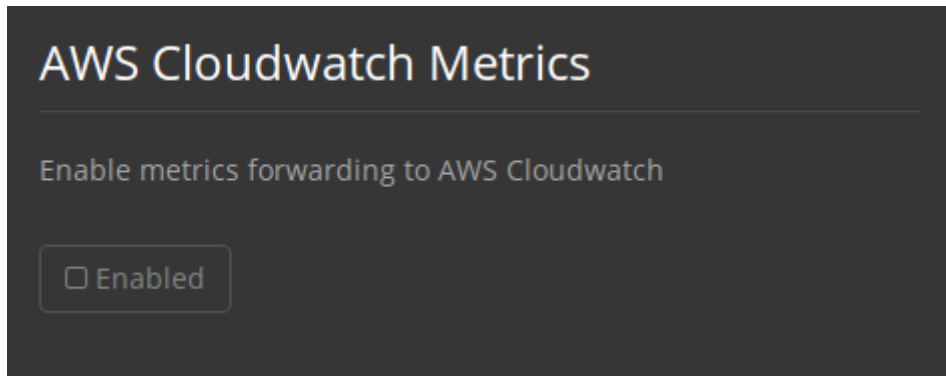 AWS Cloudwatch Metrics
Enable metrics forwarding to AWS Cloudwatch
Enabled